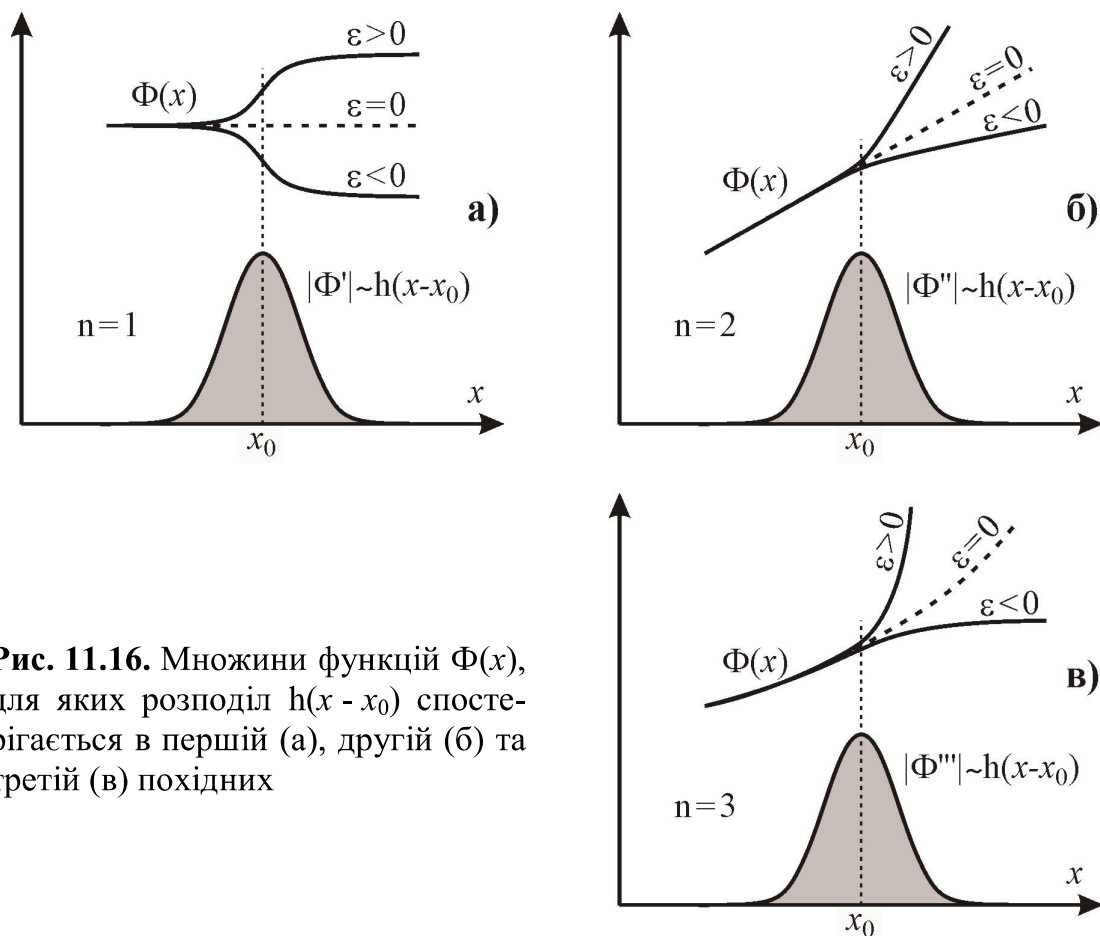 ε>0
Φ(x)
ε=0
ε<0
а)
|Φ'|~h(x-x₀)
n=1
x
x₀
ε>0
ε=0
ε<0
Φ(x)
б)
|Φ''|~h(x-x₀)
n=2
x
x₀
ε>0
ε=0
ε<0
Φ(x)
в)
|Φ'''|~h(x-x₀)
n=3
x
x₀
Рис. 11.16. Множини функцій Φ(x),
для яких розподіл h(x - x₀) спосте-
рігається в першій (а), другій (б) та
третій (в) похідних